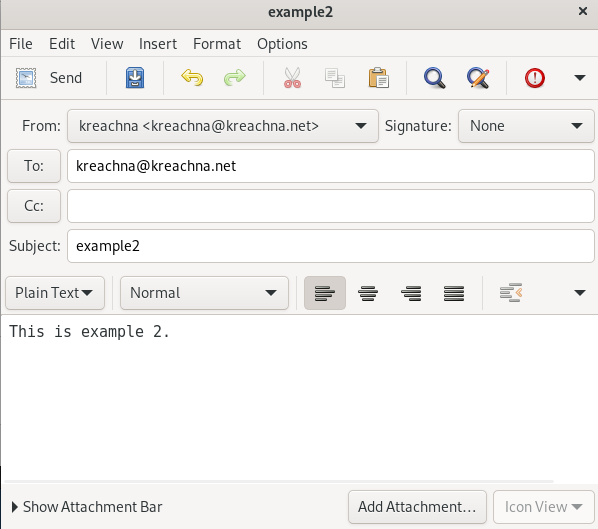 example2
File Edit View Insert Format Options
Send
From: kreachna <kreachna@kreachna.net> Signature: None
To: kreachna@kreachna.net
Cc:
Subject: example2
Plain Text Normal
This is example 2.
Show Attachment Bar Add Attachment... Icon View